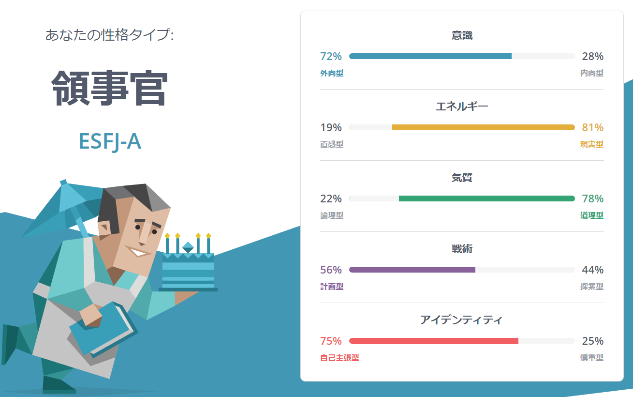 あなたの性格タイプ:
領事官
ESFJ-A
意識
72% 28%
外向型 内向型
エネルギー
19% 81%
直感型 現実型
気質
22% 78%
論理型 道理型
戦術
56% 44%
計画型 探索型
アイデンティティ
75% 25%
自己主張型 慎重型